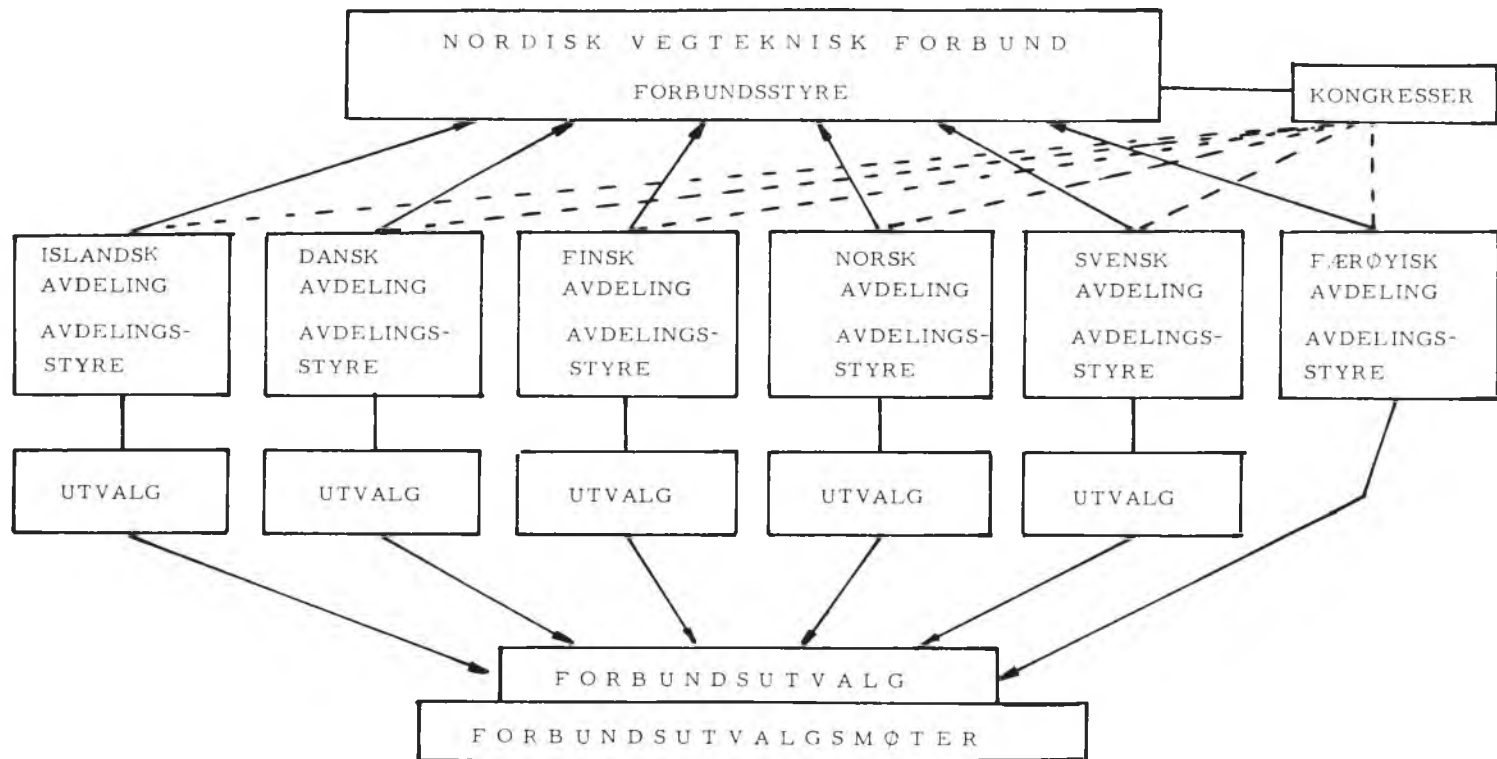 NORDISK VEGTEKNISK FORBUND
FORBUNDSSTYRE
KONGRESSER
ISLANDSK
AVDELING
AVDELINGS-
STYRE
DANSK
AVDELING
AVDELINGS-
STYRE
FINSK
AVDELING
AVDELINGS-
STYRE
NORSK
AVDELING
AVDELINGS-
STYRE
SVENSK
AVDELING
AVDELINGS-
STYRE
FÆRØYISK
AVDELING
AVDELINGS-
STYRE
UTVALG
UTVALG
UTVALG
UTVALG
UTVALG
FORBUNDSUTVALG
FORBUNDSUTVALGSMØTER